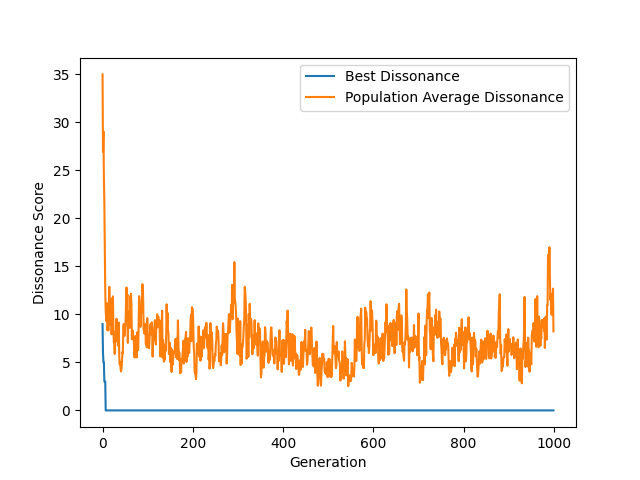 Best Dissonance
Population Average Dissonance
35
30
25
20
15
10
5
0
Dissonance Score
0 200 400 600 800 1000
Generation